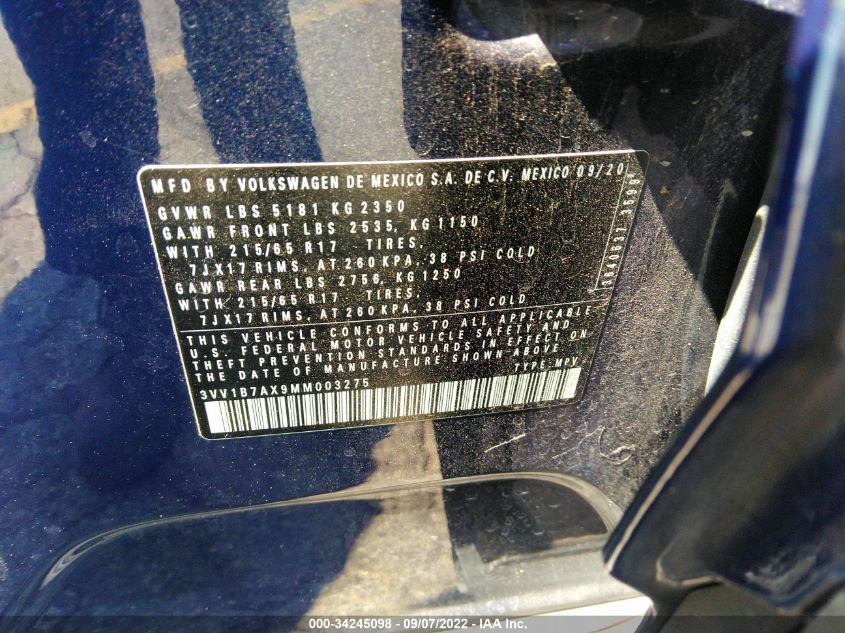 MFD BY VOLKSWAGEN DE MEXICO S.A. DE C.V. MEXICO 09/20
GVWR LBS 5181 KG 2350
GAWR FRONT LBS 2535, KG 1150
WITH 215/65 R17 TIRES.
7JX17 RIMS, AT 260 KPA, 38 PSI COLD
GAWR REAR LBS 2756, KG 1250
WITH 215/65 R17 TIRES.
7JX17 RIMS, AT 260 KPA, 38 PSI COLD
THIS VEHICLE CONFORMS TO ALL APPLICABLE
U.S. FEDERAL MOTOR VEHICLE SAFETY AND
THEFT PREVENTION STANDARDS IN EFFECT ON
THE DATE OF MANUFACTURE SHOWN ABOVE.
TYPE: MPV
3VV1B7AX9MM003275
000-34245098 - 09/07/2022 - IAA Inc.